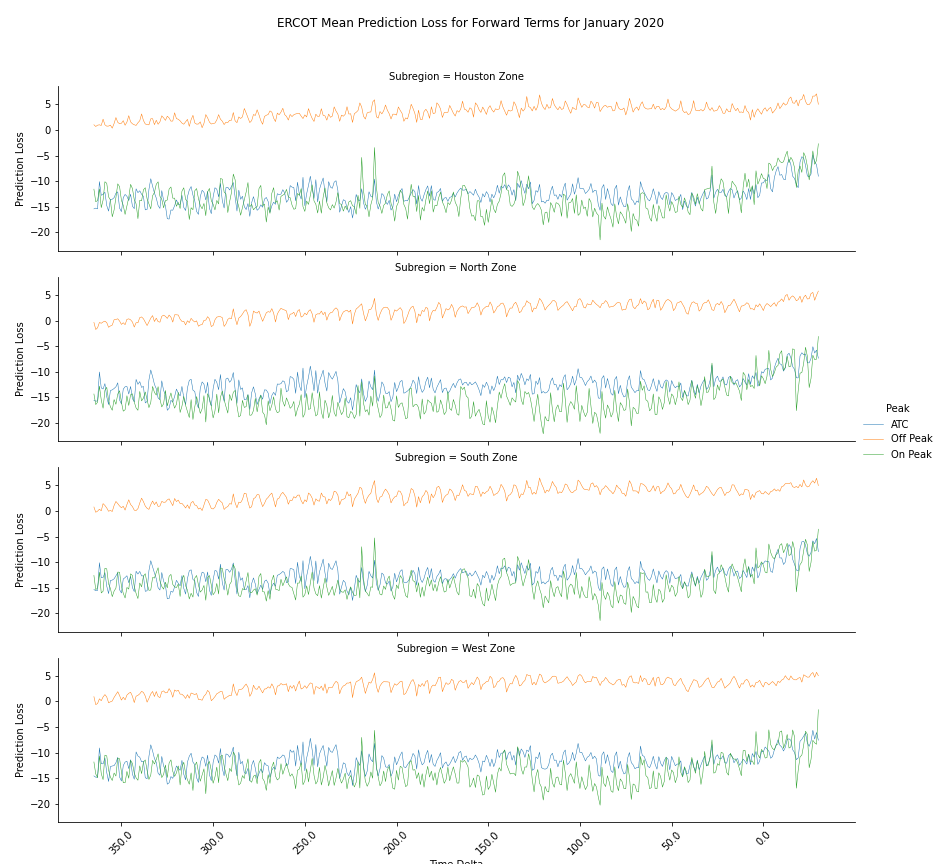 ERCOT Mean Prediction Loss for Forward Terms for January 2020
Subregion = Houston Zone
Prediction Loss
5
0
−5
−10
−15
−20
Subregion = North Zone
Prediction Loss
5
0
−5
−10
−15
−20
Peak
ATC
Off Peak
On Peak
Subregion = South Zone
Prediction Loss
5
0
−5
−10
−15
−20
Subregion = West Zone
Prediction Loss
5
0
−5
−10
−15
−20
350.0 300.0 250.0 200.0 150.0 100.0 50.0 0.0
Time Delta